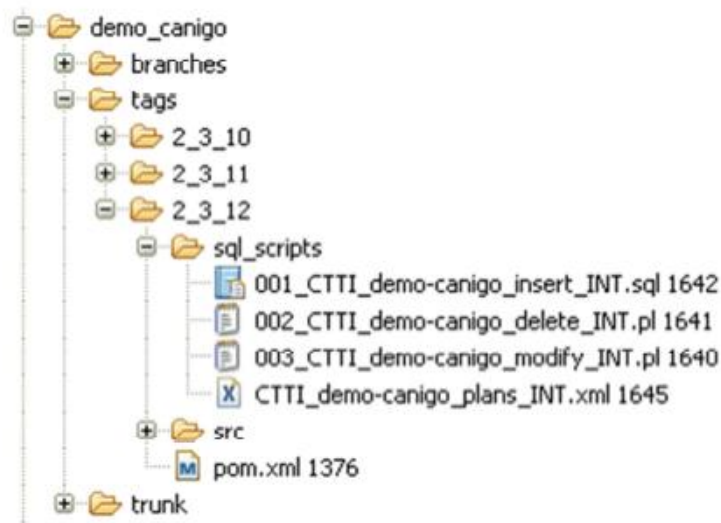 demo_canigo
branches
tags
2_3_10
2_3_11
2_3_12
sql_scripts
001_CTTI_demo-canigo_insert_INT.sql 1642
002_CTTI_demo-canigo_delete_INT.pl 1641
003_CTTI_demo-canigo_modify_INT.pl 1640
CTTI_demo-canigo_plans_INT.xml 1645
src
pom.xml 1376
trunk